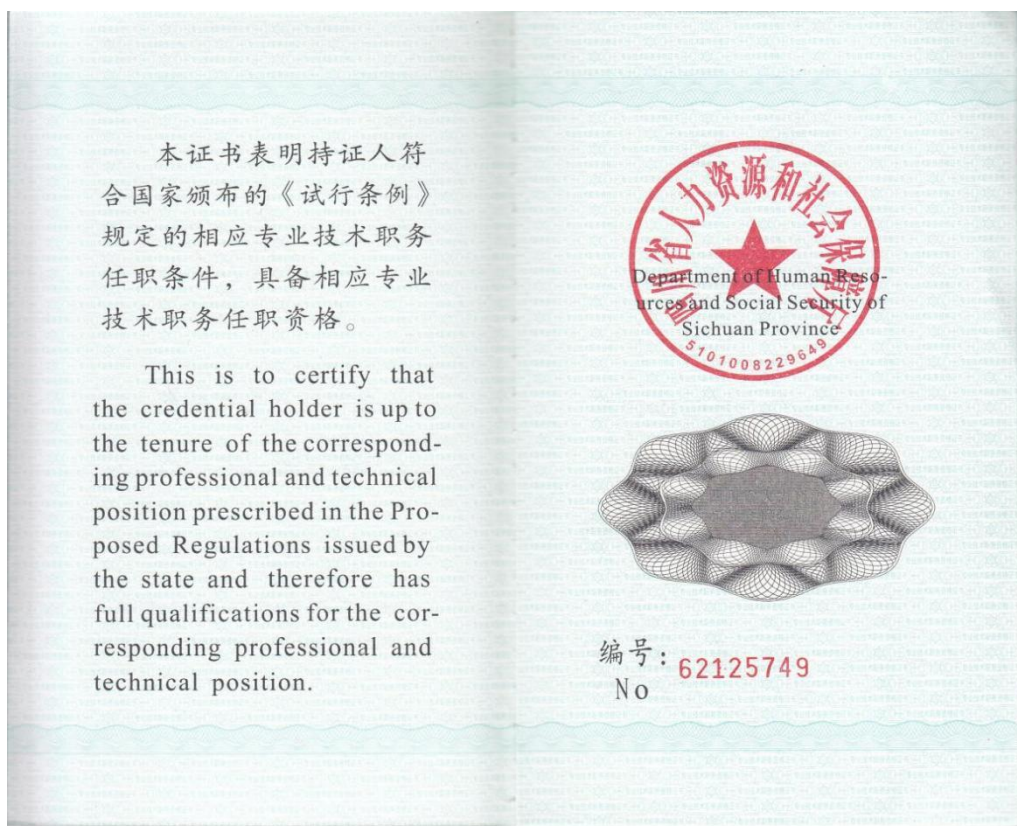 本证书表明持证人符
合国家颁布的《试行条例》
规定的相应专业技术职务
任职条件，具备相应专业
技术职务任职资格。
This is to certify that
the credential holder is up to
the tenure of the correspond-
ing professional and technical
position prescribed in the Pro-
posed Regulations issued by
the state and therefore has
full qualifications for the cor-
responding professional and
technical position.
四川省人力资源和社会保障厅
Department of Human Reso-
urces and Social Security of
Sichuan Province
5101008229649
编号：62125749
No